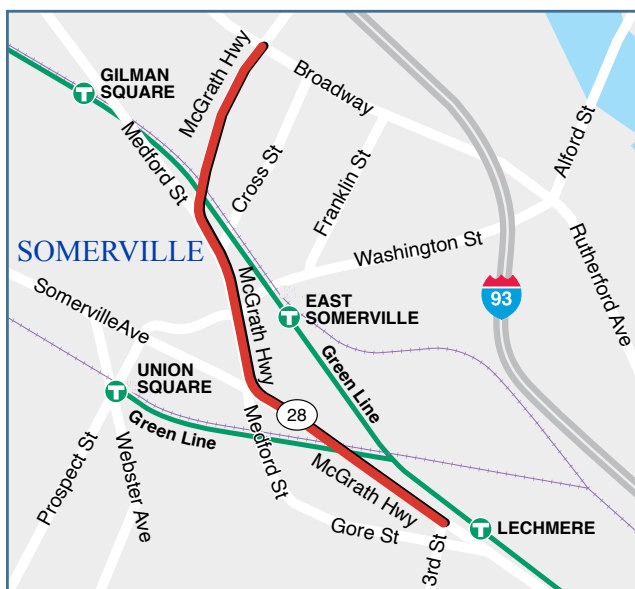 McGrath Hwy
Broadway
GILMAN
SQUARE
T
Medford St
Cross St
Franklin St
Alford St
SOMERVILLE
Washington St
Rutherford Ave
93
SomervilleAve
McGrath Hwy
T
EAST
SOMERVILLE
Green Line
UNION
SQUARE
T
28
Green Line
Medford St
McGrath Hwy
Prospect St
Webster Ave
Gore St
3rd St
T
LECHMERE